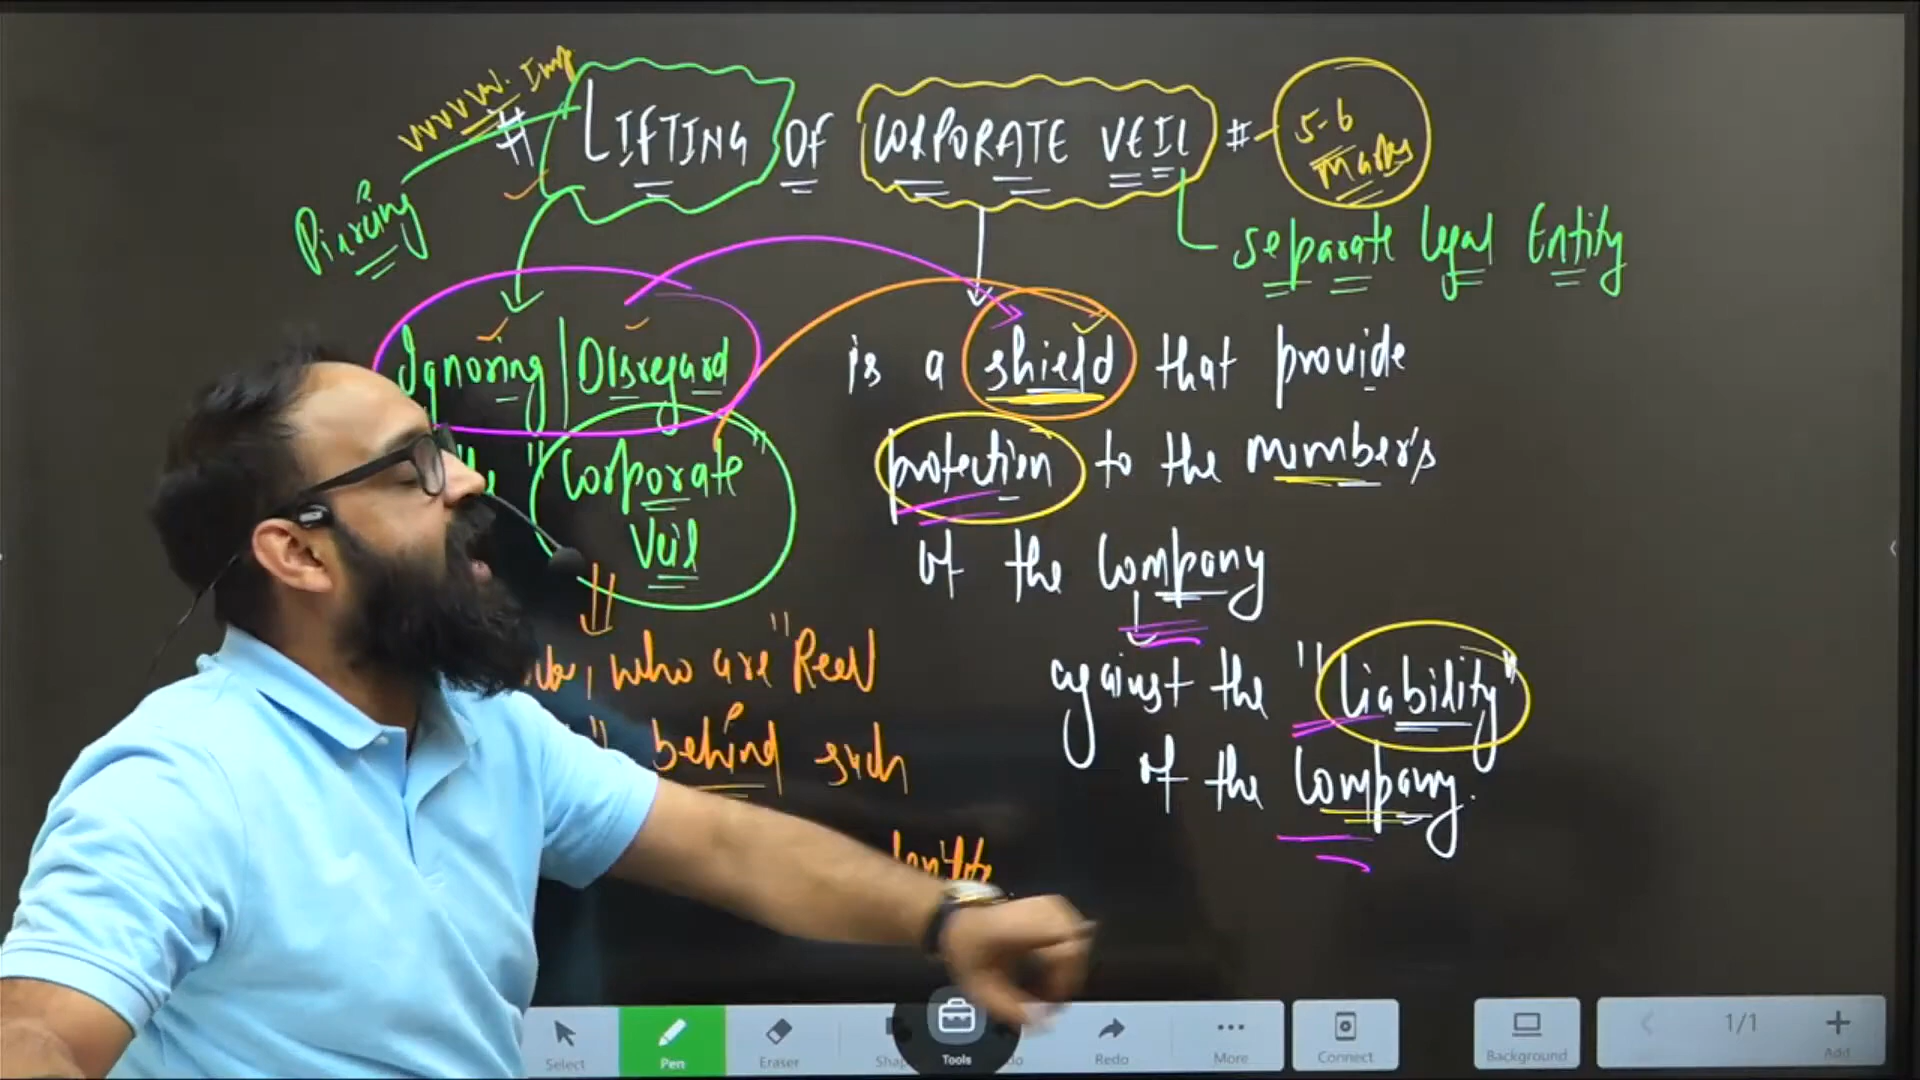 vvvvv. Imp
# LIFTING OF CORPORATE VEIL #
5-6
Marks
Piercing
Separate Legal Entity
Ignoring | Disregard
"Corporate
Veil"
who are "Real
" behind such
is a shield that provide
protection to the member's
of the Company
against the "liability"
of the Company.
Select
Pen
Eraser
Tools
Redo
More
Connect
Background
1/1
Add